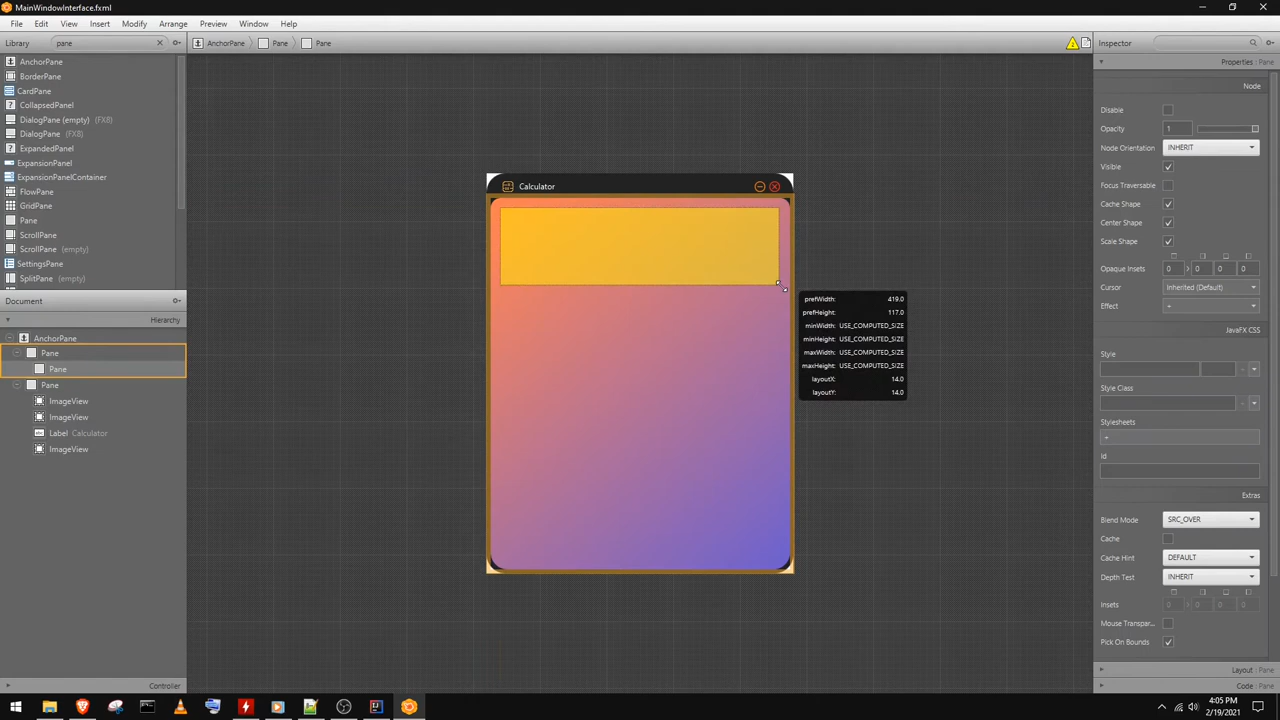 MainWindowInterface.fxml
File Edit View Insert Modify Arrange Preview Window Help
Library pane
AnchorPane
BorderPane
CardPane
CollapsedPanel
DialogPane (empty) (FX8)
DialogPane (FX8)
ExpandedPanel
ExpansionPanel
ExpansionPanelContainer
FlowPane
GridPane
Pane
ScrollPane
ScrollPane (empty)
SettingsPane
SplitPane (empty)
Document
Hierarchy
AnchorPane
Pane
Pane
Pane
ImageView
ImageView
Label Calculator
ImageView
Controller
AnchorPane Pane Pane
Calculator
prefWidth: 419.0
prefHeight: 117.0
minWidth: USE_COMPUTED_SIZE
minHeight: USE_COMPUTED_SIZE
maxWidth: USE_COMPUTED_SIZE
maxHeight: USE_COMPUTED_SIZE
layoutX: 14.0
layoutY: 14.0
Inspector
Properties : Pane
Node
Disable
Opacity 1
Node Orientation INHERIT
Visible
Focus Traversable
Cache Shape
Center Shape
Scale Shape
Opaque Insets 0 0 0 0
Cursor Inherited (Default)
Effect +
JavaFX CSS
Style
Style Class
Stylesheets
+
Id
Extras
Blend Mode SRC_OVER
Cache
Cache Hint DEFAULT
Depth Test INHERIT
Insets 0 0 0 0
Mouse Transpar...
Pick On Bounds
Layout : Pane
Code : Pane
4:05 PM
2/19/2021